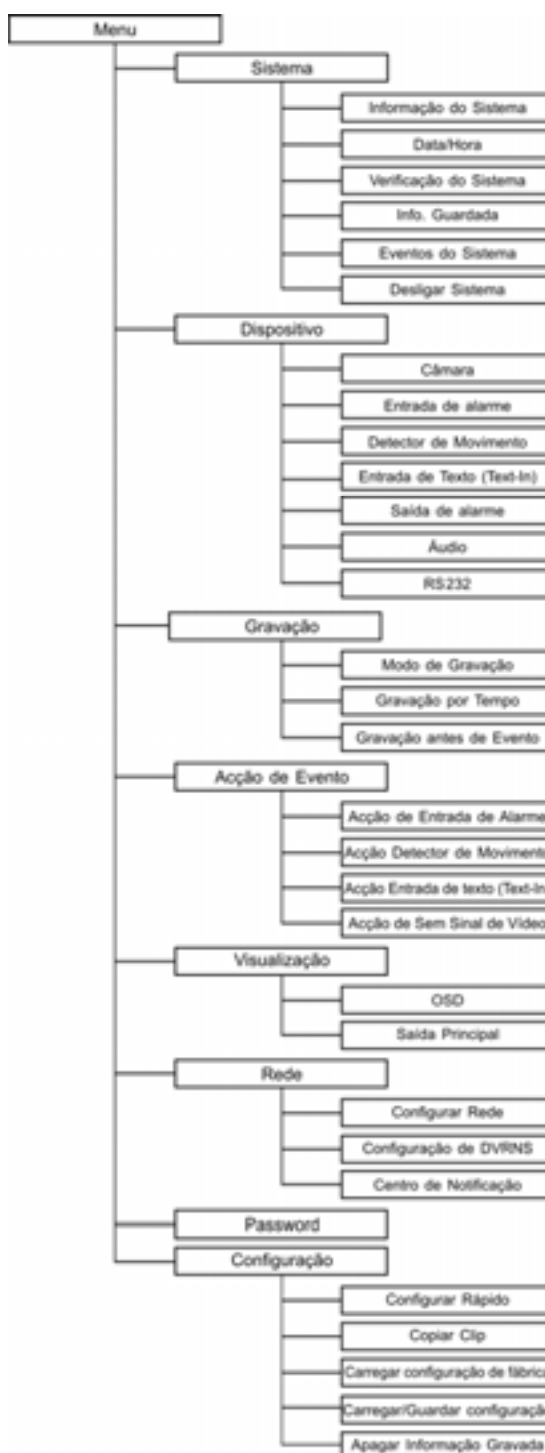 Menu
Sistema
Informação do Sistema
Data/Hora
Verificação do Sistema
Info. Guardada
Eventos do Sistema
Desligar Sistema
Dispositivo
Câmara
Entrada de alarme
Detector de Movimento
Entrada de Texto (Text-In)
Saída de alarme
Áudio
RS232
Gravação
Modo de Gravação
Gravação por Tempo
Gravação antes de Evento
Acção de Evento
Acção de Entrada de Alarme
Acção Detector de Movimento
Acção Entrada de texto (Text-In
Acção de Sem Sinal de Vídeo
Visualização
OSD
Saída Principal
Rede
Configurar Rede
Configuração de DVRNS
Centro de Notificação
Password
Configuração
Configurar Rápido
Copiar Clip
Carregar configuração de fábrica
Carregar/Guardar configuração
Apagar Informação Gravada